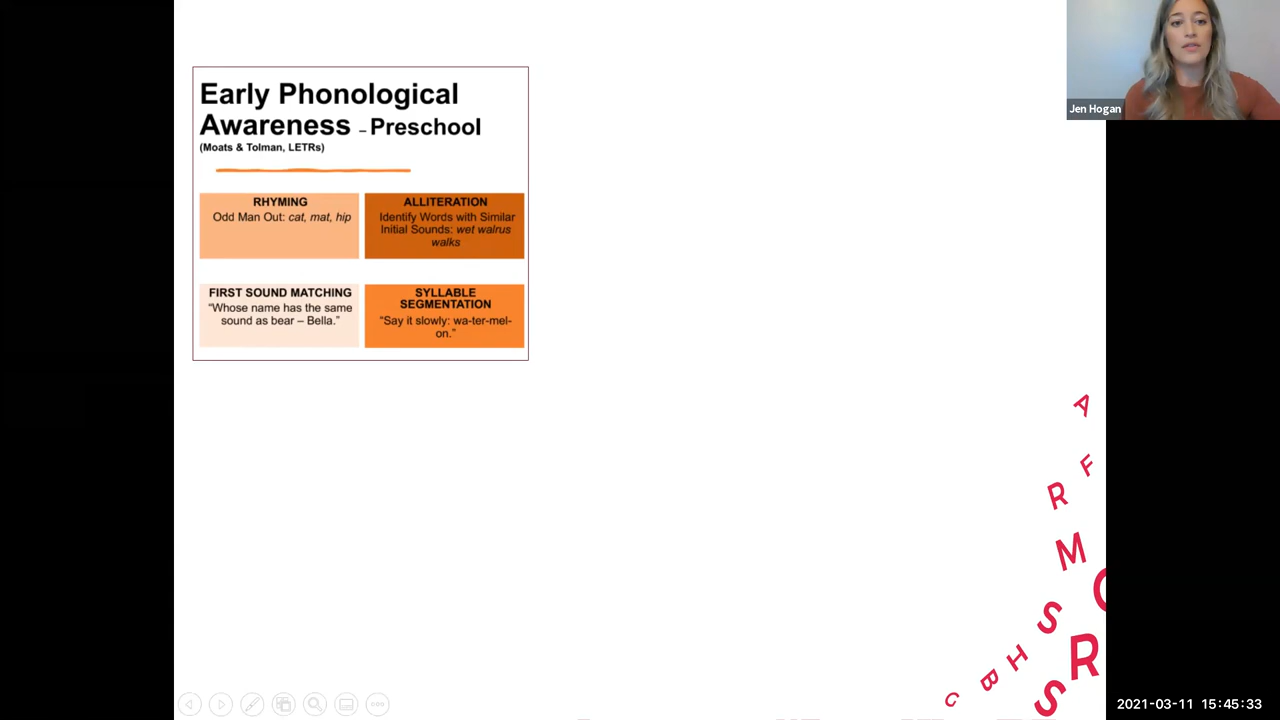 Early Phonological
Awareness – Preschool
(Moats & Tolman, LETRs)
RHYMING
Odd Man Out: cat, mat, hip
ALLITERATION
Identify Words with Similar
Initial Sounds: wet walrus
walks
FIRST SOUND MATCHING
“Whose name has the same
sound as bear – Bella.”
SYLLABLE
SEGMENTATION
“Say it slowly: wa-ter-mel-
on.”
Jen Hogan
A
F
R
M
S
H
R
B
C
S
2021-03-11 15:45:33